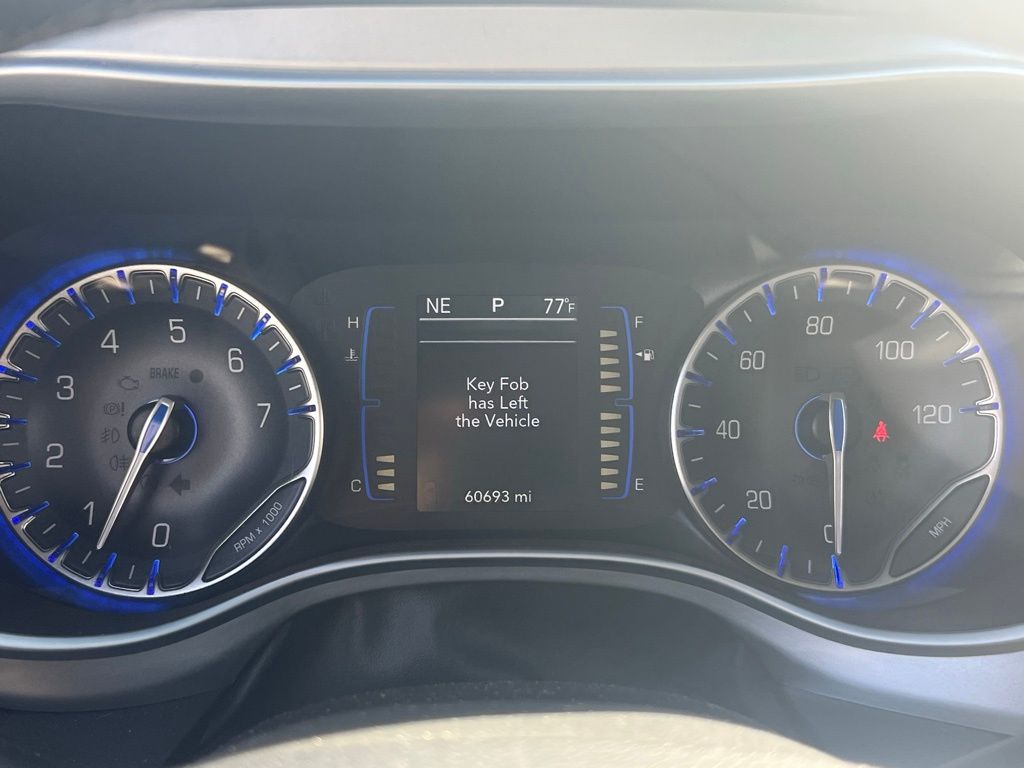 NE P 77°F
Key Fob
has Left
the Vehicle
60693 mi
H
C
F
E
BRAKE
0
1
2
3
4
5
6
7
RPM x 1000
0
20
40
60
80
100
120
MPH